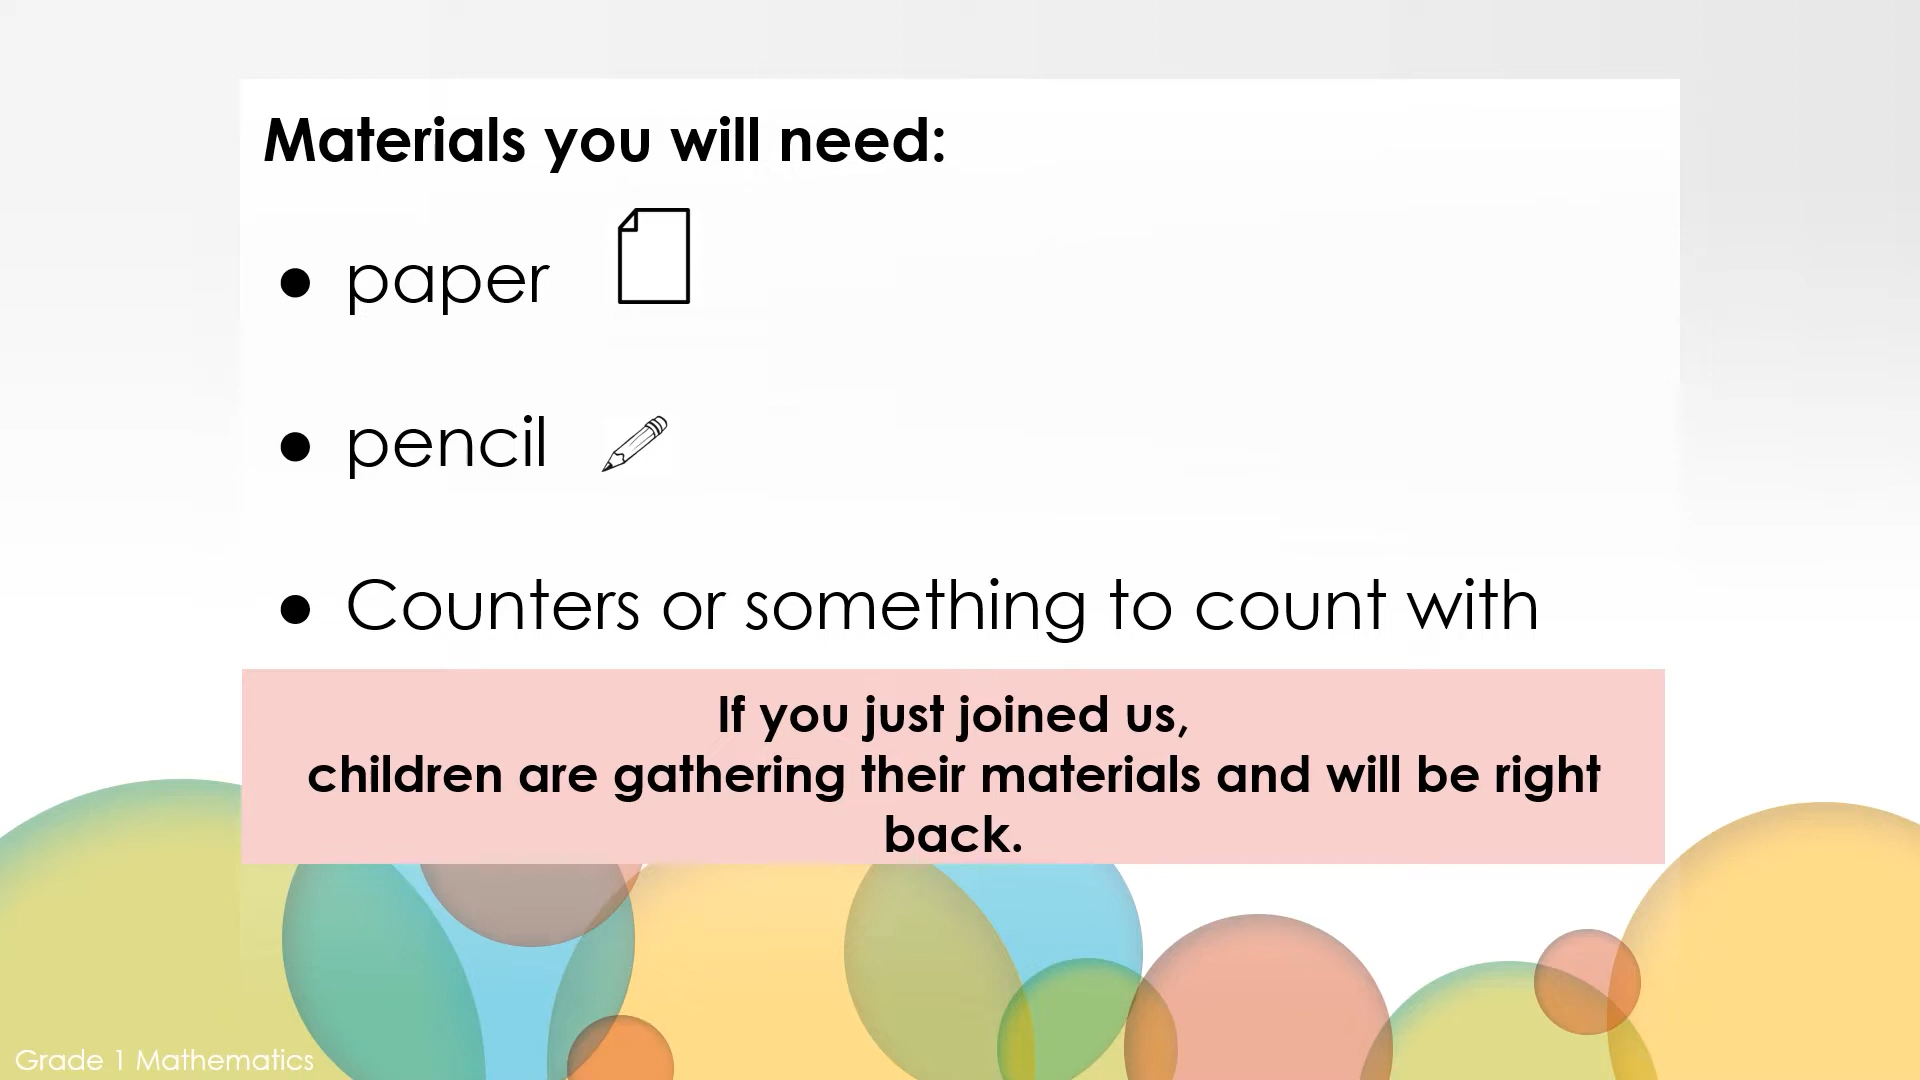 Materials you will need:
● paper
● pencil
● Counters or something to count with
If you just joined us,
children are gathering their materials and will be right
back.
Grade 1 Mathematics